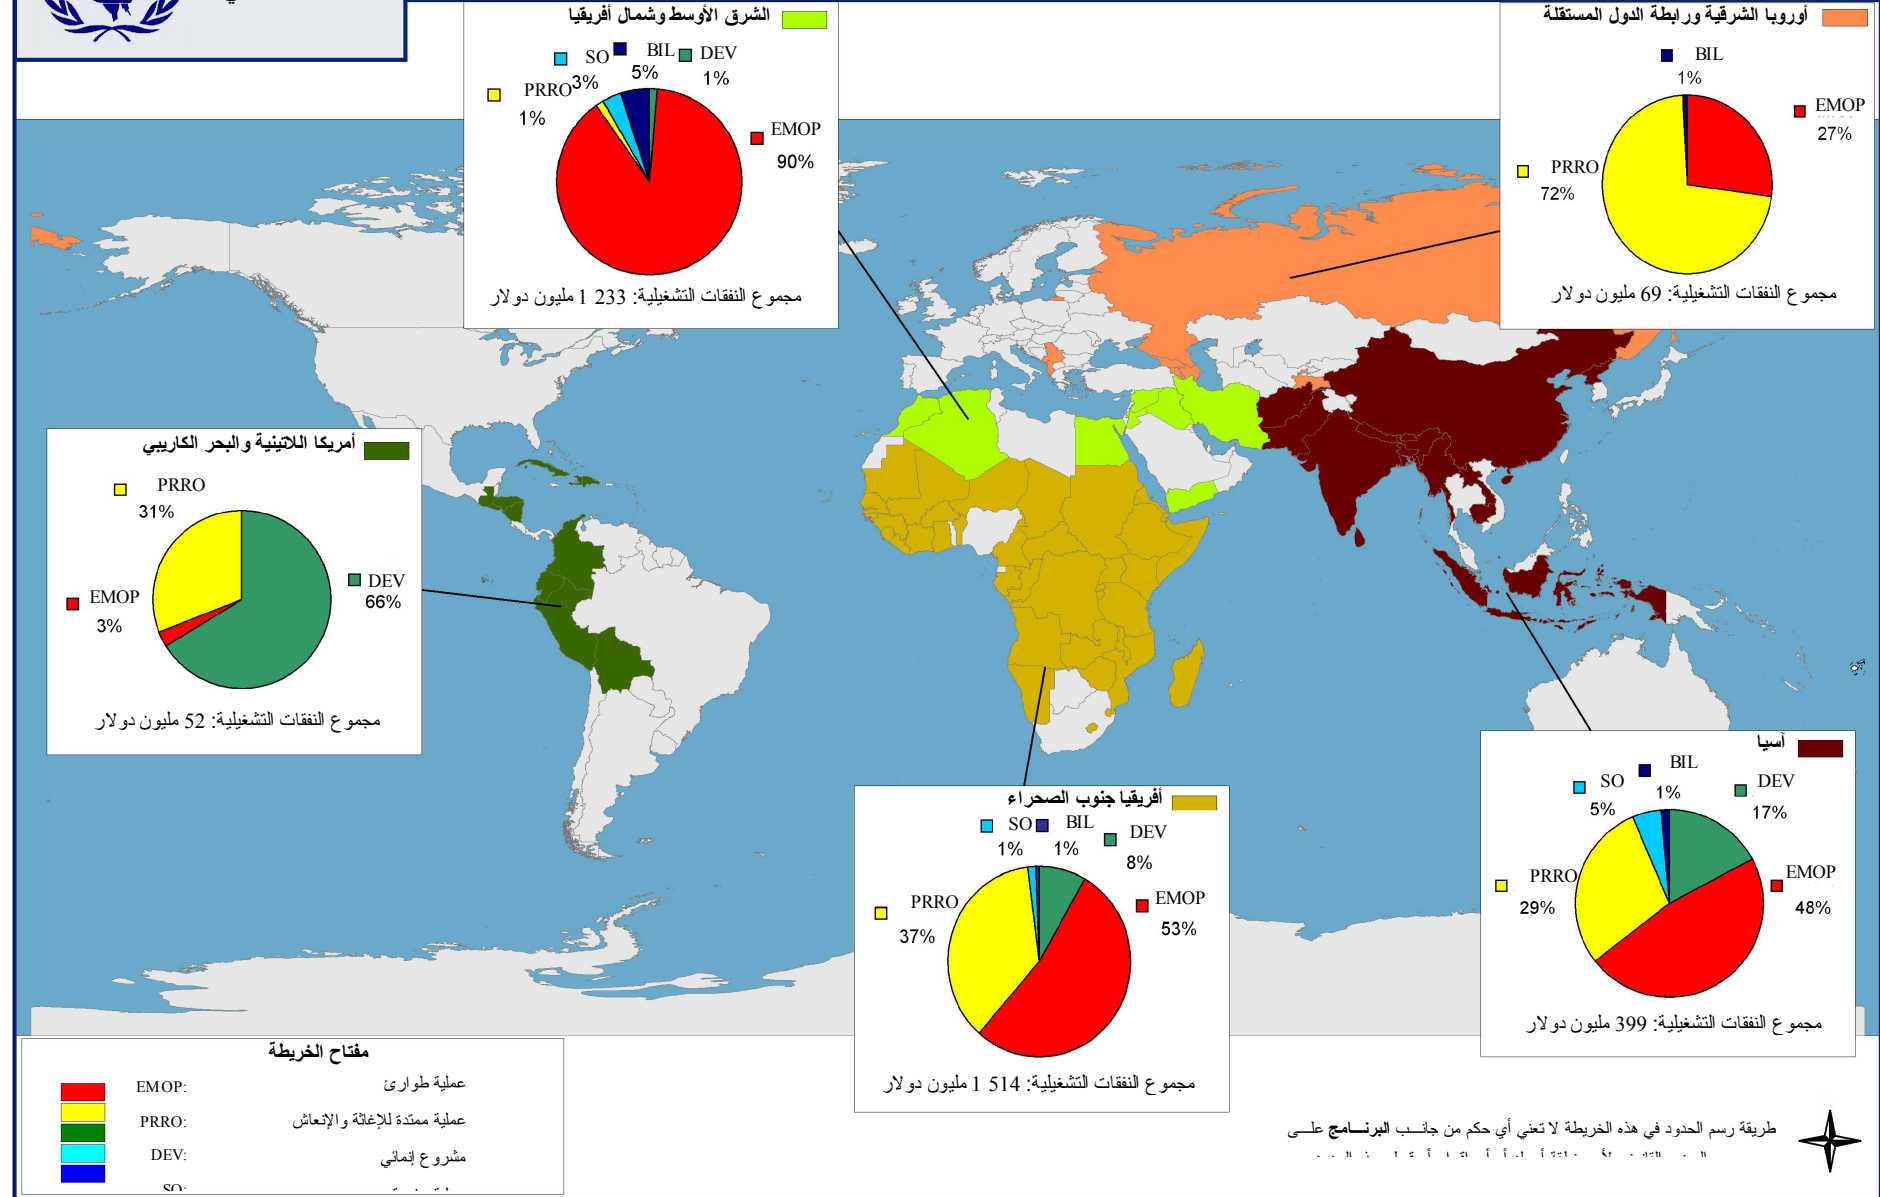 الشرق الأوسط وشمال أفريقيا
SO
BIL
DEV
3%
5%
1%
PRRO
1%
EMOP
90%
مجموع النفقات التشغيلية: 233 1 مليون دولار
أوروبا الشرقية ورابطة الدول المستقلة
BIL
1%
EMOP
27%
PRRO
72%
مجموع النفقات التشغيلية: 69 مليون دولار
أمريكا اللاتينية والبحر الكاريبي
PRRO
31%
DEV
66%
EMOP
3%
مجموع النفقات التشغيلية: 52 مليون دولار
أفريقيا جنوب الصحراء
SO
BIL
DEV
1%
1%
8%
PRRO
37%
EMOP
53%
مجموع النفقات التشغيلية: 514 1 مليون دولار
آسيا
BIL
SO
DEV
1%
5%
17%
PRRO
29%
EMOP
48%
مجموع النفقات التشغيلية: 399 مليون دولار
مفتاح الخريطة
EMOP: عملية طوارئ
PRRO: عملية ممتدة للإغاثة والإنعاش
DEV: مشروع إنمائي
SO:
طريقة رسم الحدود في هذه الخريطة لا تعني أي حكم من جانب البرنامج على